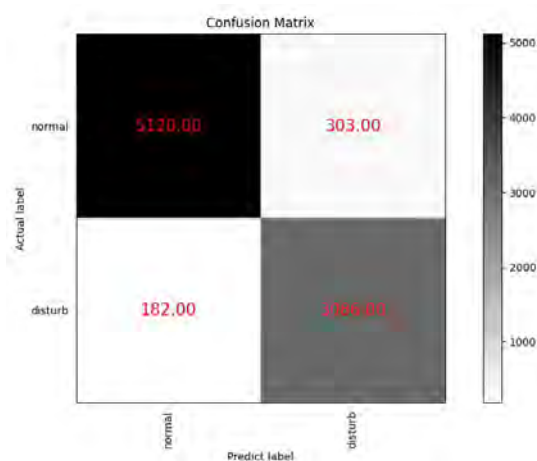 Confusion Matrix
5120.00
303.00
182.00
normal
disturb
Actual label
normal
disturb
Predict label
5000
4000
3000
2000
1000